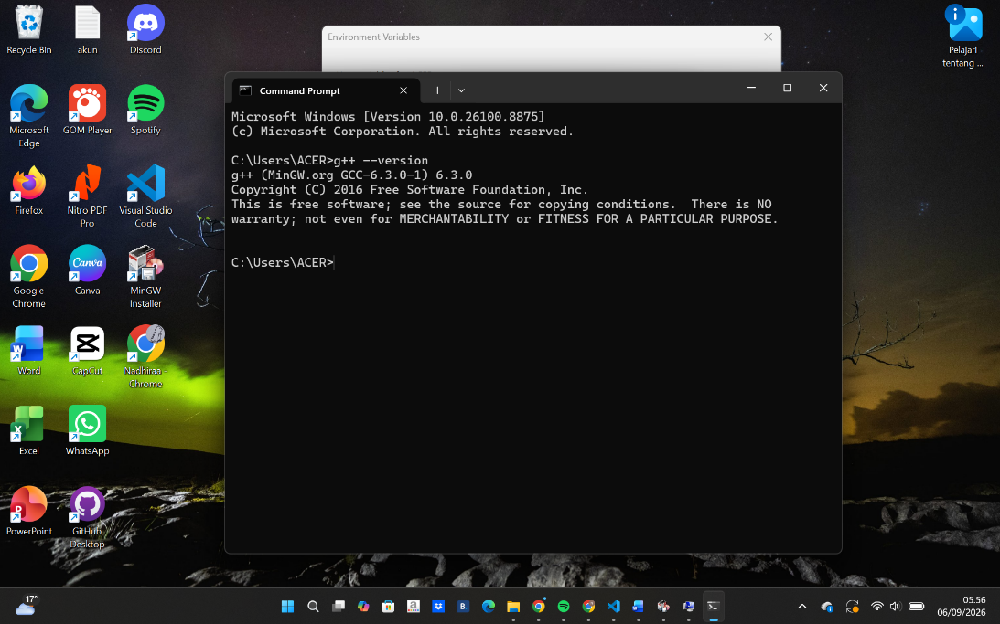 Recycle Bin
akun
Discord
Microsoft
Edge
GOM Player
Spotify
Firefox
Nitro PDF
Pro
Visual Studio
Code
Google
Chrome
Canva
MinGW
Installer
Word
CapCut
Nadhiraa -
Chrome
Excel
WhatsApp
PowerPoint
GitHub
Desktop
Pelajari
tentang ...
Environment Variables
Command Prompt
Microsoft Windows [Version 10.0.26100.8875]
(c) Microsoft Corporation. All rights reserved.
C:\Users\ACER>g++ --version
g++ (MinGW.org GCC-6.3.0-1) 6.3.0
Copyright (C) 2016 Free Software Foundation, Inc.
This is free software; see the source for copying conditions.  There is NO
warranty; not even for MERCHANTABILITY or FITNESS FOR A PARTICULAR PURPOSE.
C:\Users\ACER>
17°
05.56
06/09/2026